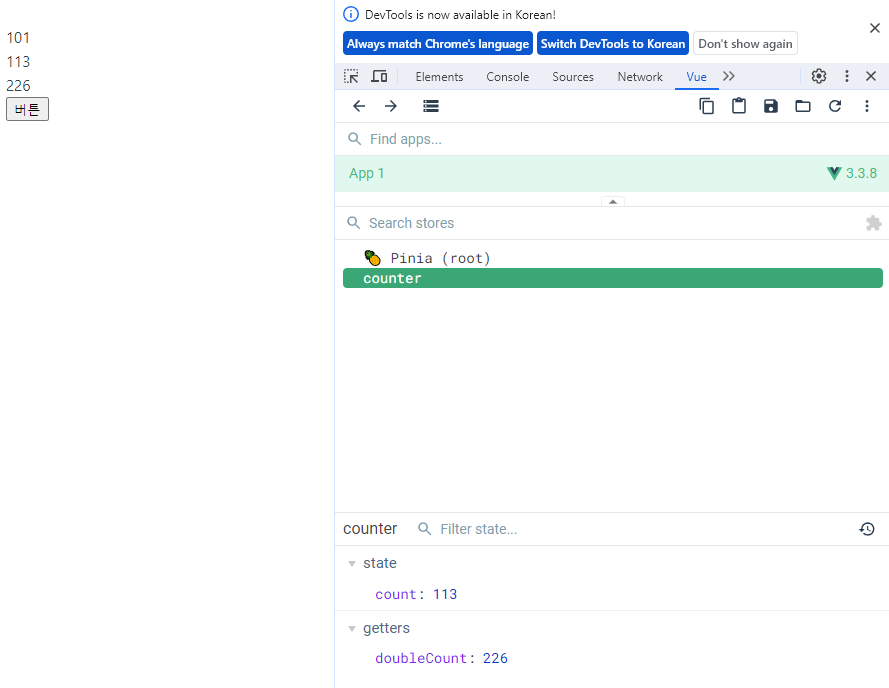 101
113
226
버튼
DevTools is now available in Korean!
Always match Chrome's language Switch DevTools to Korean Don't show again
Elements Console Sources Network Vue
Find apps...
App 1 3.3.8
Search stores
Pinia (root)
counter
counter Filter state...
state
count: 113
getters
doubleCount: 226